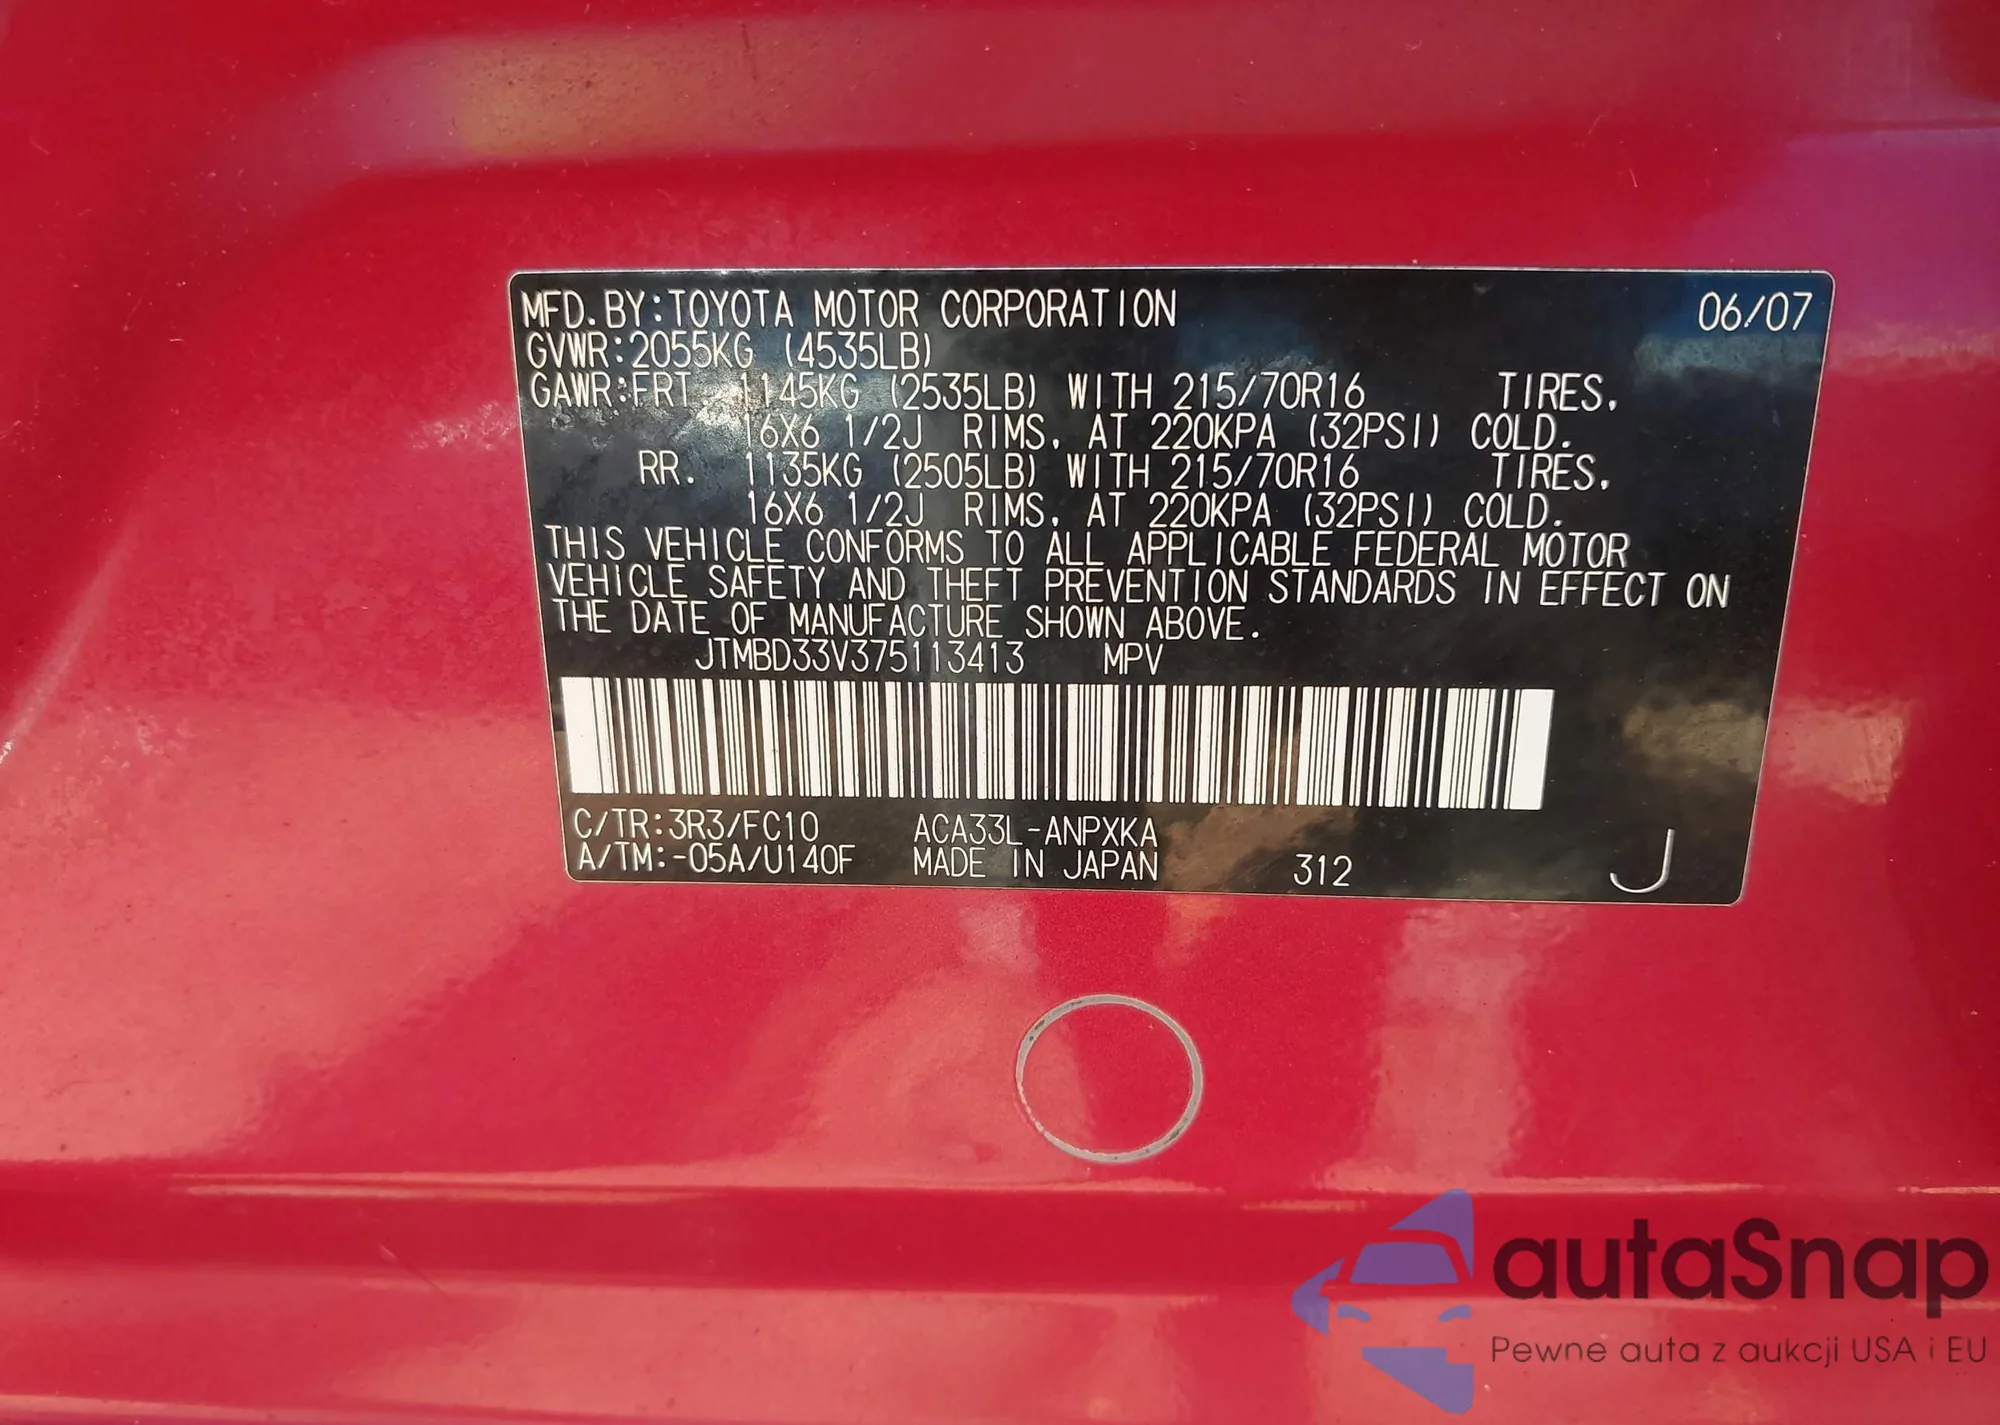 MFD. BY: TOYOTA MOTOR CORPORATION 06/07
GVWR: 2055KG (4535LB)
GAWR: FRT. 1145KG (2535LB) WITH 215/70R16 TIRES,
16X6 1/2J RIMS, AT 220KPA (32PSI) COLD.
RR. 1135KG (2505LB) WITH 215/70R16 TIRES,
16X6 1/2J RIMS, AT 220KPA (32PSI) COLD.
THIS VEHICLE CONFORMS TO ALL APPLICABLE FEDERAL MOTOR
VEHICLE SAFETY AND THEFT PREVENTION STANDARDS IN EFFECT ON
THE DATE OF MANUFACTURE SHOWN ABOVE.
JTMBD33V375113413 MPV
C/TR: 3R3/FC10 ACA33L-ANPXKA
A/TM: -05A/U140F MADE IN JAPAN 312 J
autaSnap
Pewne auta z aukcji USA i EU